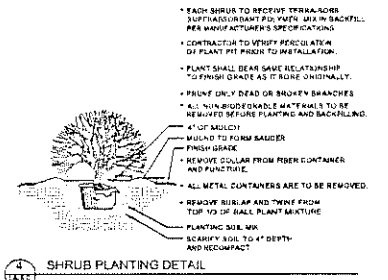 * EACH SHRUB TO RECEIVE TERRA-SORB
SUPERABSORBANT POLYMER MIX IN BACKFILL
PER MANUFACTURER'S SPECIFICATIONS
* CONTRACTOR TO VERIFY PERCOLATION
OF PLANT PIT PRIOR TO INSTALLATION.
* PLANT SHALL BEAR SAME RELATIONSHIP
TO FINISH GRADE AS IT BORE ORIGINALLY.
* PRUNE ONLY DEAD OR BROKEN BRANCHES
* ALL NON-BIODEGRABLE MATERIALS TO BE
REMOVED BEFORE PLANTING AND BACKFILLING.
4" OF MULCH
MOUND TO FORM SAUCER
FINISH GRADE
* REMOVE COLLAR FROM FIBER CONTAINER
AND PUNCTURE.
* ALL METAL CONTAINERS ARE TO BE REMOVED.
* REMOVE BURLAP AND TWINE FROM
TOP 1/3 OF BALL PLANT MIXTURE
PLANTING SOIL MIX
SCARIFY SOIL TO 4" DEPTH
AND RECOMPACT
4 SHRUB PLANTING DETAIL